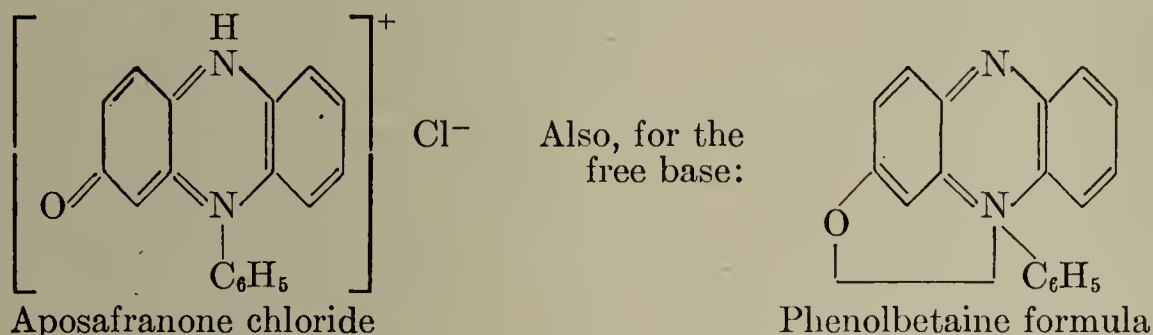 H
N
+
Cl⁻
O
N
C₆H₅
Aposafranone chloride
Also, for the
free base:
N
O
N
C₆H₅
Phenolbetaine formula